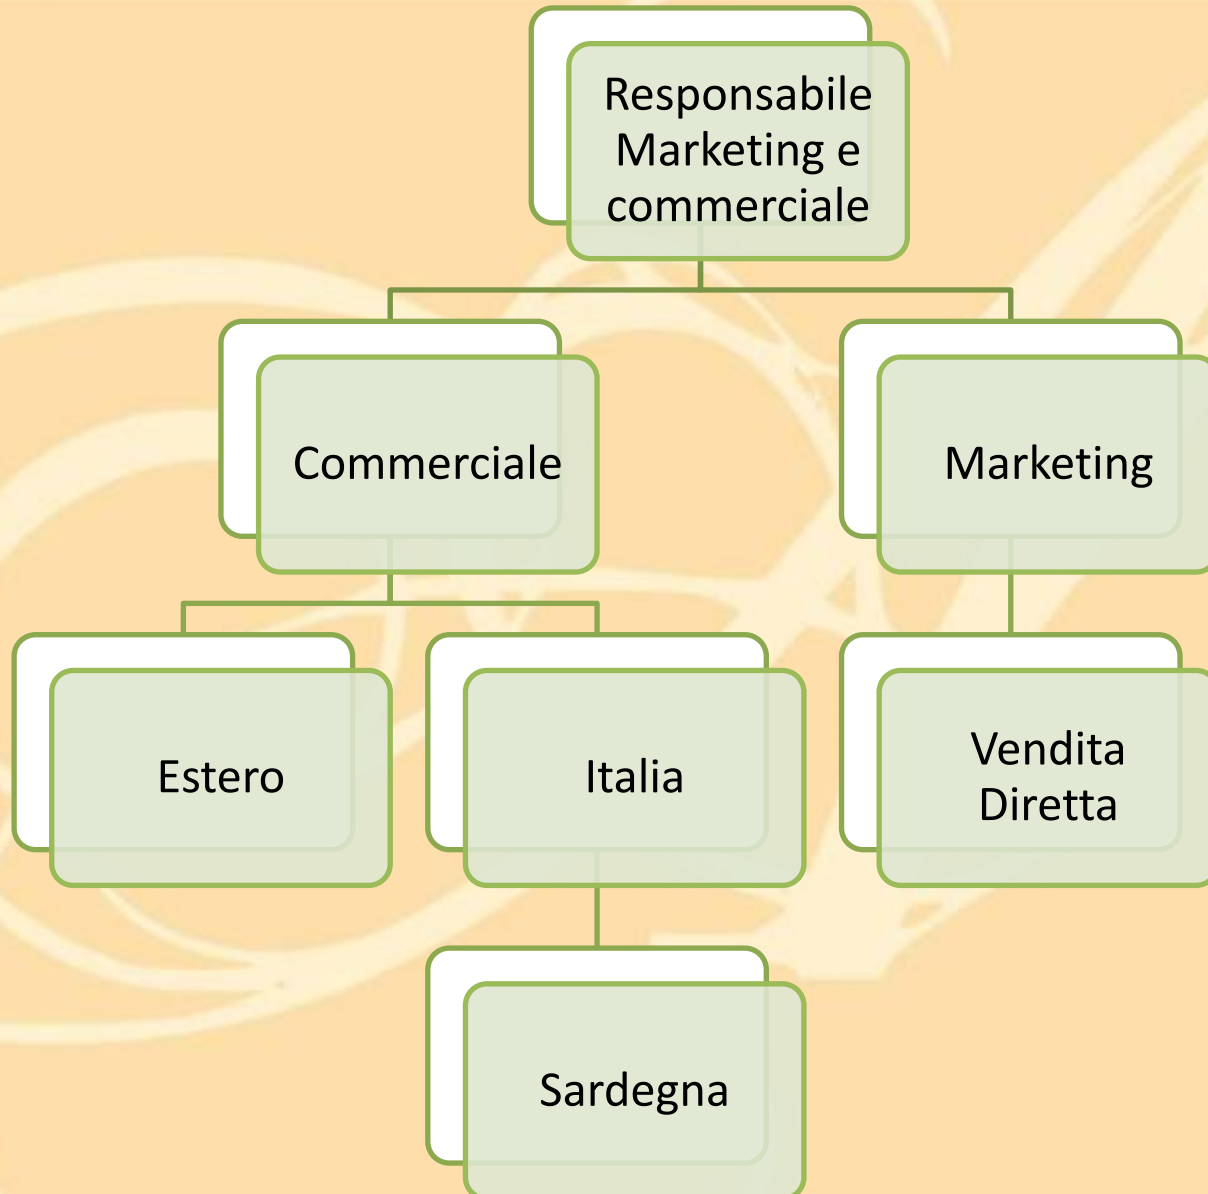 Responsabile
Marketing e
commerciale
Commerciale
Marketing
Estero
Italia
Vendita
Diretta
Sardegna